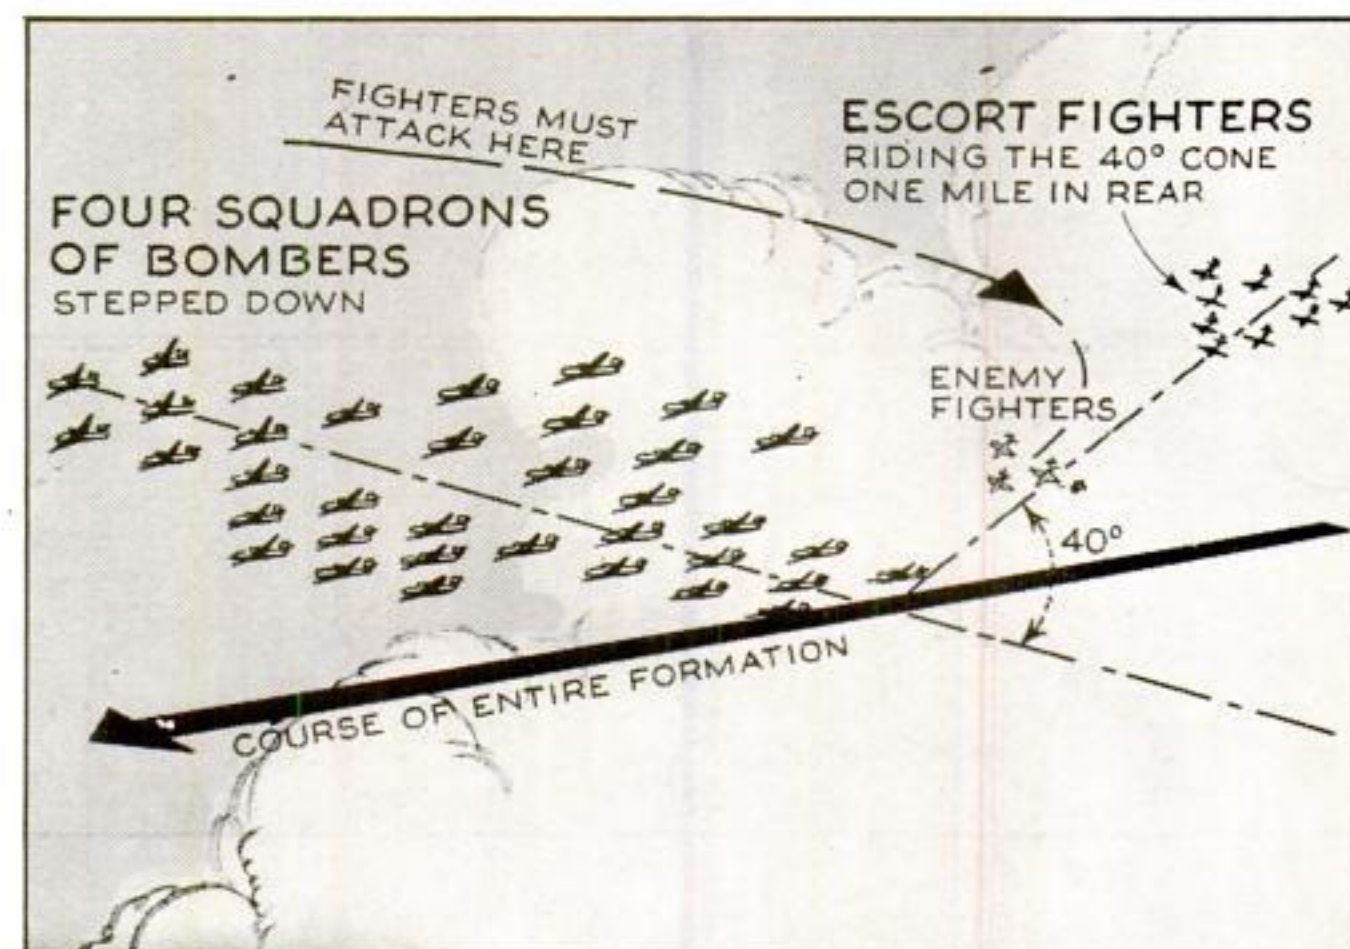 FIGHTERS MUST
ATTACK HERE
ESCORT FIGHTERS
RIDING THE 40° CONE
ONE MILE IN REAR
FOUR SQUADRONS
OF BOMBERS
STEPPED DOWN
ENEMY
FIGHTERS
40°
COURSE OF ENTIRE FORMATION